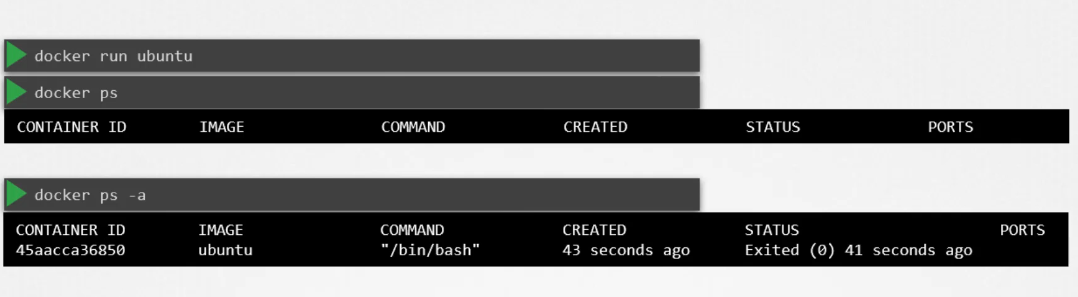 docker run ubuntu
docker ps
CONTAINER ID IMAGE COMMAND CREATED STATUS PORTS
docker ps -a
CONTAINER ID IMAGE COMMAND CREATED STATUS PORTS
45aacca36850 ubuntu "/bin/bash" 43 seconds ago Exited (0) 41 seconds ago